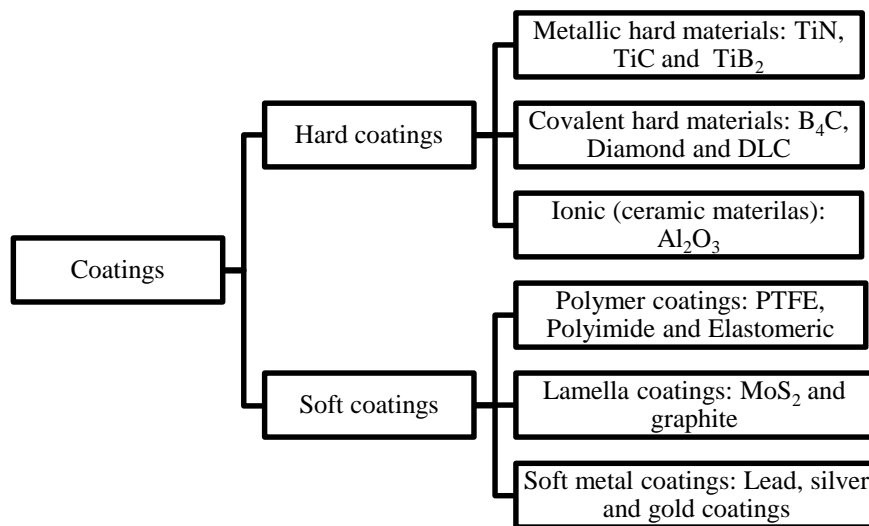 Metallic hard materials: TiN,
TiC and TiB₂
Hard coatings
Covalent hard materials: B₄C,
Diamond and DLC
Ionic (ceramic materilas):
Al₂O₃
Coatings
Polymer coatings: PTFE,
Polyimide and Elastomeric
Soft coatings
Lamella coatings: MoS₂ and
graphite
Soft metal coatings: Lead, silver
and gold coatings